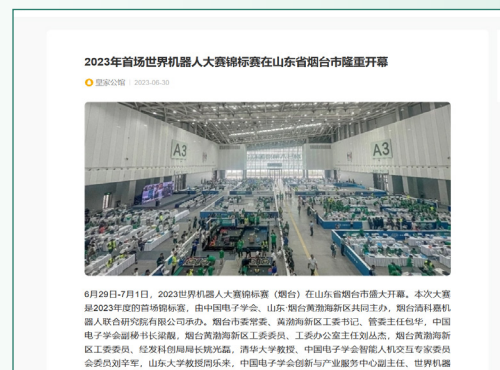 2023年首场世界机器人大赛锦标赛在山东省烟台市隆重开幕
皇家公馆 | 2023-06-30
A3
A3
6月29日-7月1日，2023世界机器人大赛锦标赛（烟台）在山东省烟台市盛大开幕。本次大赛
是2023年度的首场锦标赛，由中国电子学会、山东·烟台黄渤海新区共同主办，烟台清科嘉机
器人联合研究院有限公司承办。烟台市委常委、黄渤海新区工委书记、管委主任包华，中国
电子学会副秘书长梁靓，烟台黄渤海新区工委委员、工委办公室主任刘丛杰，烟台黄渤海新
区工委委员、经发科创局局长姚光磊，清华大学教授、中国电子学会智能人机交互专家委员
会委员刘辛军，山东大学教授周乐来，中国电子学会创新与产业服务中心副主任、世界机器